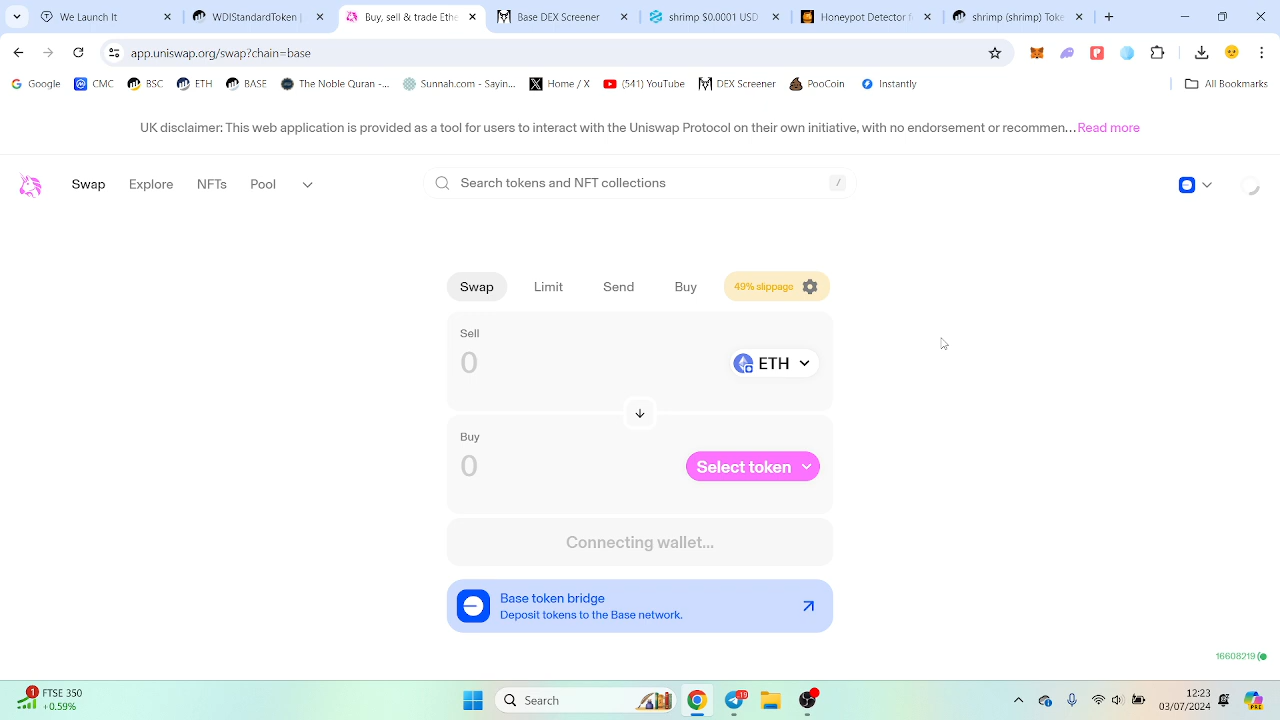 WDIStandardToken
Buy, sell & trade Ethe
Base DEX Screener
shrimp $0.0001 USD
Honeypot Detector f
shrimp (shrimp) Toke
app.uniswap.org/swap?chain=base
Google
CMC
BSC
ETH
BASE
The Noble Quran -...
Sunnah.com - Sayin...
Home / X
(541) YouTube
DEX Screener
PooCoin
Instantly
All Bookmarks
UK disclaimer: This web application is provided as a tool for users to interact with the Uniswap Protocol on their own initiative, with no endorsement or recommen...Read more
Swap Explore NFTs Pool
Search tokens and NFT collections /
Swap Limit Send Buy 49% slippage
Sell
0 ETH
Buy
0 Select token
Connecting wallet...
Base token bridge
Deposit tokens to the Base network.
16608219
1 FTSE 350
+0.59%
Search
19
12:23
03/07/2024
PRE